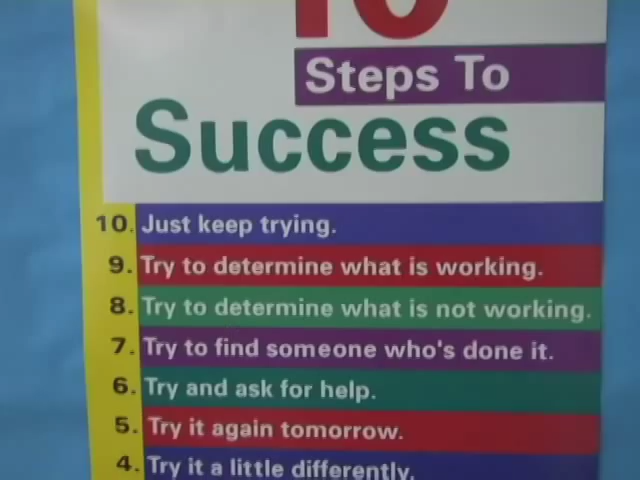 10
Steps To
Success
10. Just keep trying.
9. Try to determine what is working.
8. Try to determine what is not working.
7. Try to find someone who's done it.
6. Try and ask for help.
5. Try it again tomorrow.
4. Try it a little differently.